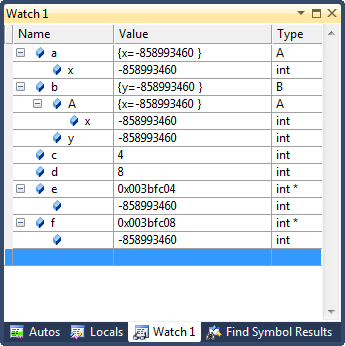 Watch 1
Name Value Type
a {x=-858993460 } A
x -858993460 int
b {y=-858993460 } B
A {x=-858993460 } A
x -858993460 int
y -858993460 int
c 4 int
d 8 int
e 0x003bfc04 int *
-858993460 int
f 0x003bfc08 int *
-858993460 int
Autos Locals Watch 1 Find Symbol Results